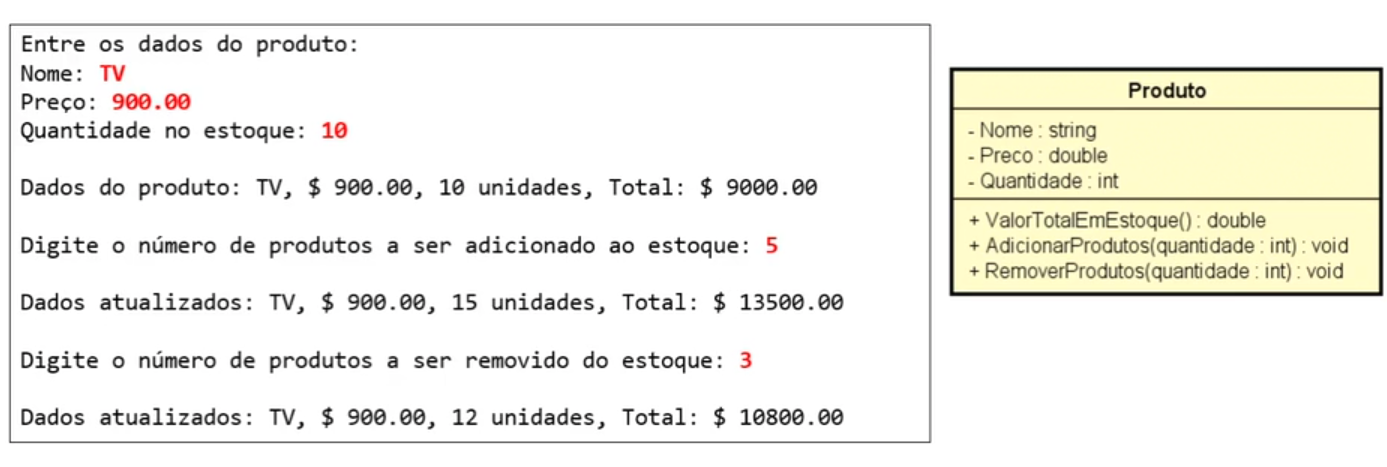 Entre os dados do produto:
Nome: TV
Preço: 900.00
Quantidade no estoque: 10
Dados do produto: TV, $ 900.00, 10 unidades, Total: $ 9000.00
Digite o número de produtos a ser adicionado ao estoque: 5
Dados atualizados: TV, $ 900.00, 15 unidades, Total: $ 13500.00
Digite o número de produtos a ser removido do estoque: 3
Dados atualizados: TV, $ 900.00, 12 unidades, Total: $ 10800.00
Produto
- Nome : string
- Preco : double
- Quantidade : int
+ ValorTotalEmEstoque() : double
+ AdicionarProdutos(quantidade : int) : void
+ RemoverProdutos(quantidade : int) : void